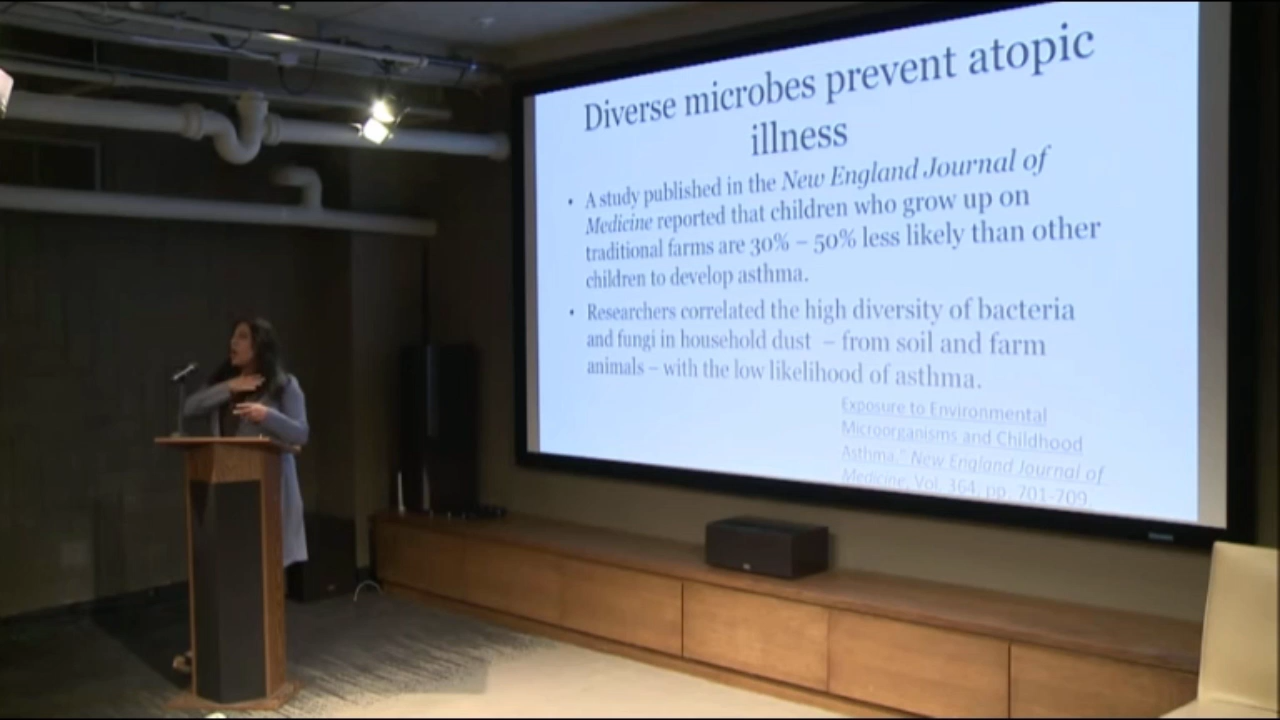 Diverse microbes prevent atopic
illness
• A study published in the New England Journal of
Medicine reported that children who grow up on
traditional farms are 30% – 50% less likely than other
children to develop asthma.
• Researchers correlated the high diversity of bacteria
and fungi in household dust – from soil and farm
animals – with the low likelihood of asthma.
Exposure to Environmental
Microorganisms and Childhood
Asthma," New England Journal of
Medicine, Vol. 364, pp. 701-709.